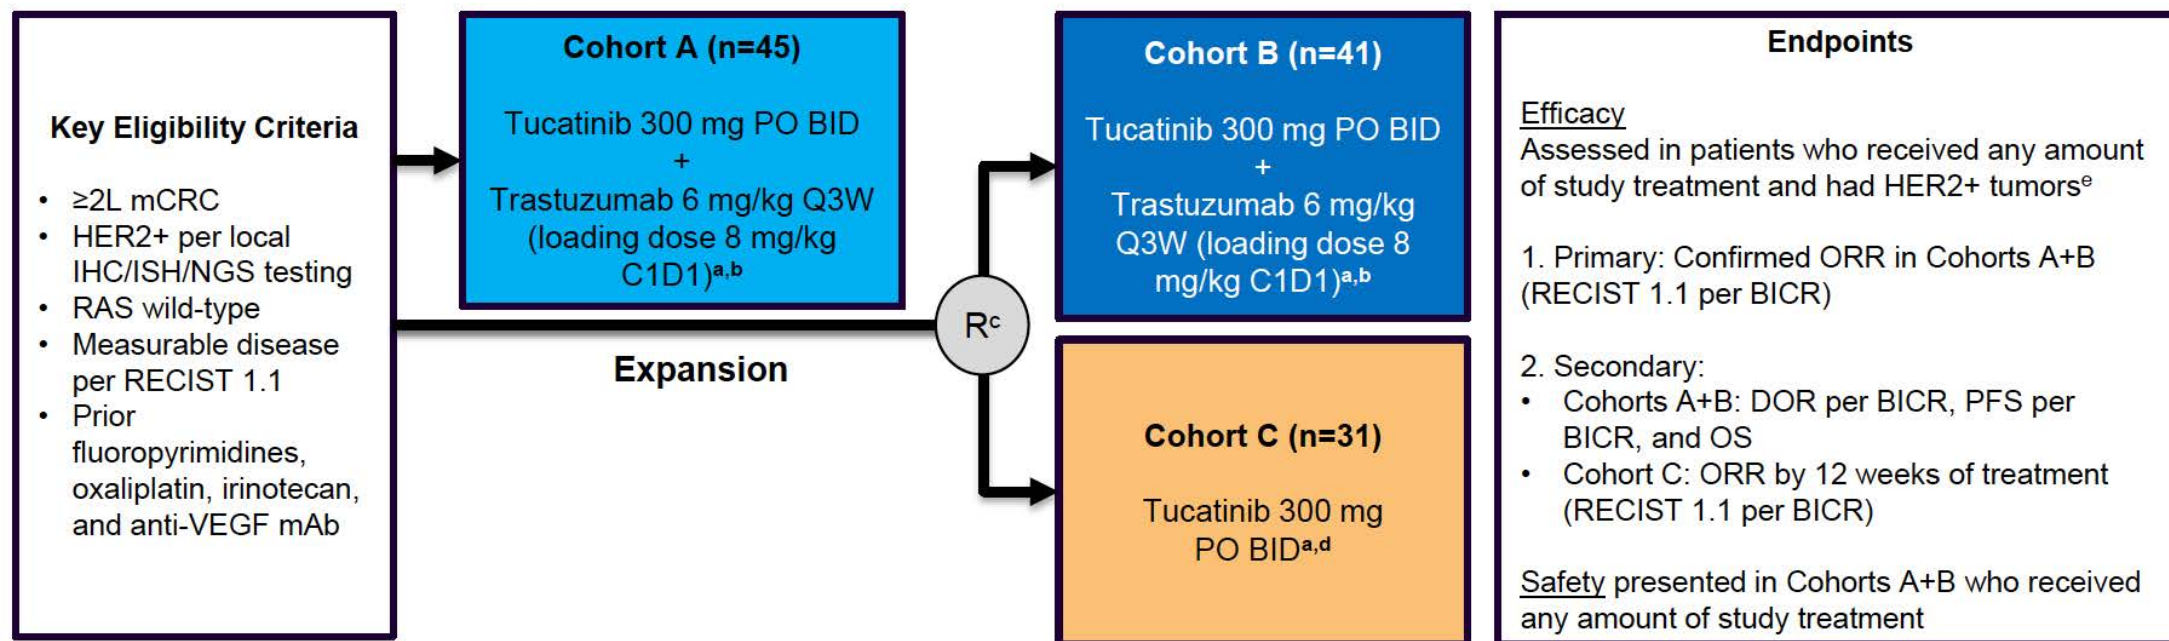 Key Eligibility Criteria
• ≥2L mCRC
• HER2+ per local
IHC/ISH/NGS testing
• RAS wild-type
• Measurable disease
per RECIST 1.1
• Prior
fluoropyrimidines,
oxaliplatin, irinotecan,
and anti-VEGF mAb
Cohort A (n=45)
Tucatinib 300 mg PO BID
+
Trastuzumab 6 mg/kg Q3W
(loading dose 8 mg/kg
C1D1)a,b
Expansion
Rc
Cohort B (n=41)
Tucatinib 300 mg PO BID
+
Trastuzumab 6 mg/kg
Q3W (loading dose 8
mg/kg C1D1)a,b
Cohort C (n=31)
Tucatinib 300 mg
PO BIDa,d
Endpoints
Efficacy
Assessed in patients who received any amount
of study treatment and had HER2+ tumorse
1. Primary: Confirmed ORR in Cohorts A+B
(RECIST 1.1 per BICR)
2. Secondary:
• Cohorts A+B: DOR per BICR, PFS per
BICR, and OS
• Cohort C: ORR by 12 weeks of treatment
(RECIST 1.1 per BICR)
Safety presented in Cohorts A+B who received
any amount of study treatment